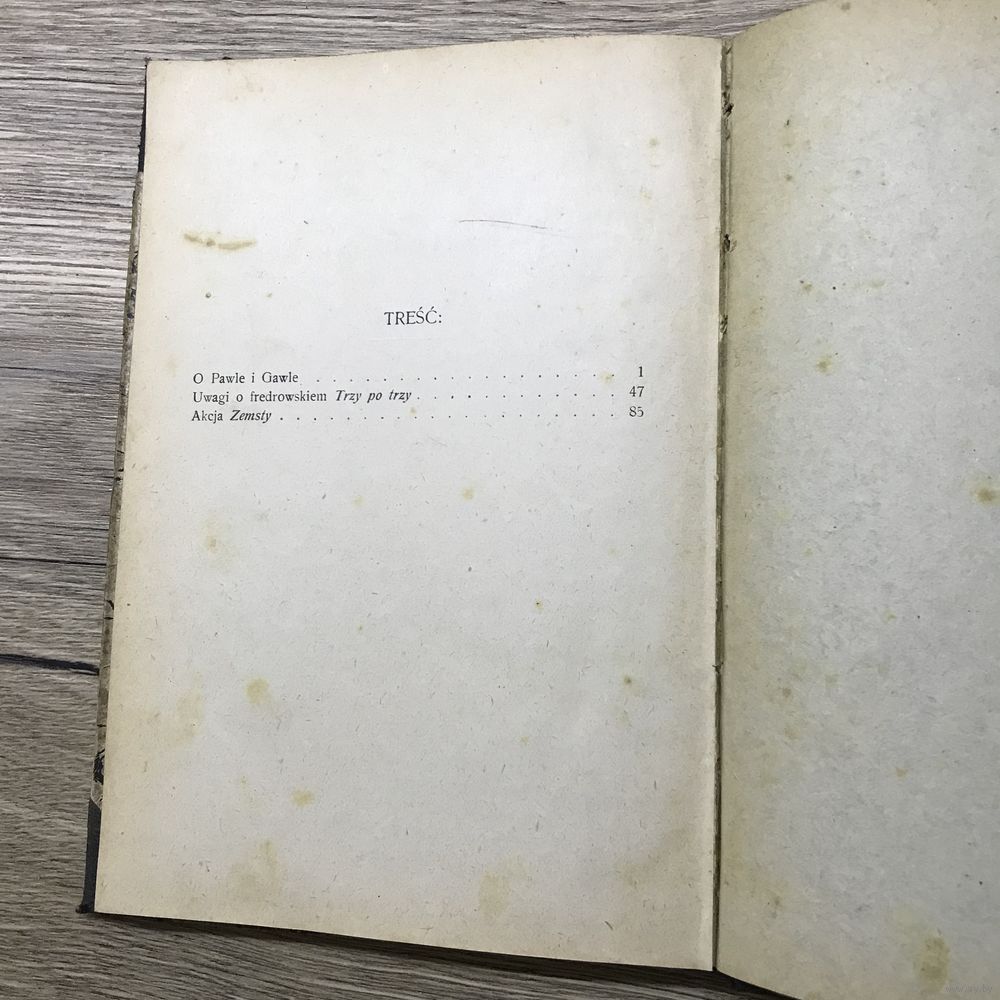 TREŚĆ:
O Pawle i Gawle . . . . . . . . . . . . . . . . . . . 1
Uwagi o fredrowskiem Trzy po trzy . . . . . . . . . . . . 47
Akcja Zemsty . . . . . . . . . . . . . . . . . . . . 85